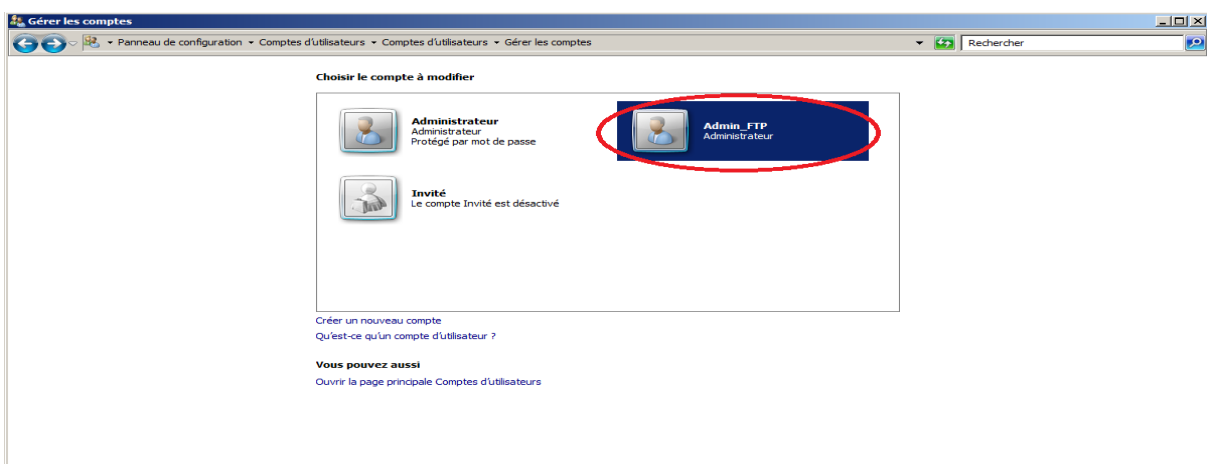 Gérer les comptes
Panneau de configuration Comptes d'utilisateurs Comptes d'utilisateurs Gérer les comptes
Rechercher
Choisir le compte à modifier
Administrateur
Administrateur
Protégé par mot de passe
Admin_FTP
Administrateur
Invité
Le compte Invité est désactivé
Créer un nouveau compte
Qu'est-ce qu'un compte d'utilisateur ?
Vous pouvez aussi
Ouvrir la page principale Comptes d'utilisateurs